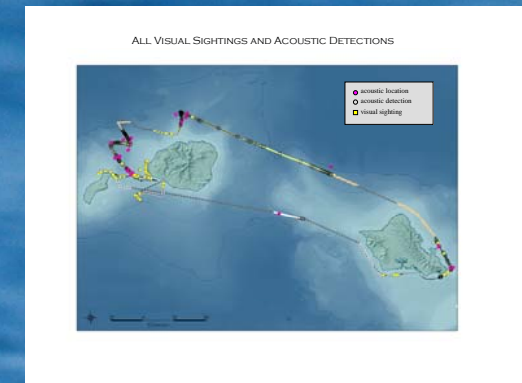 ALL VISUAL SIGHTINGS AND ACOUSTIC DETECTIONS
acoustic location
acoustic detection
visual sighting